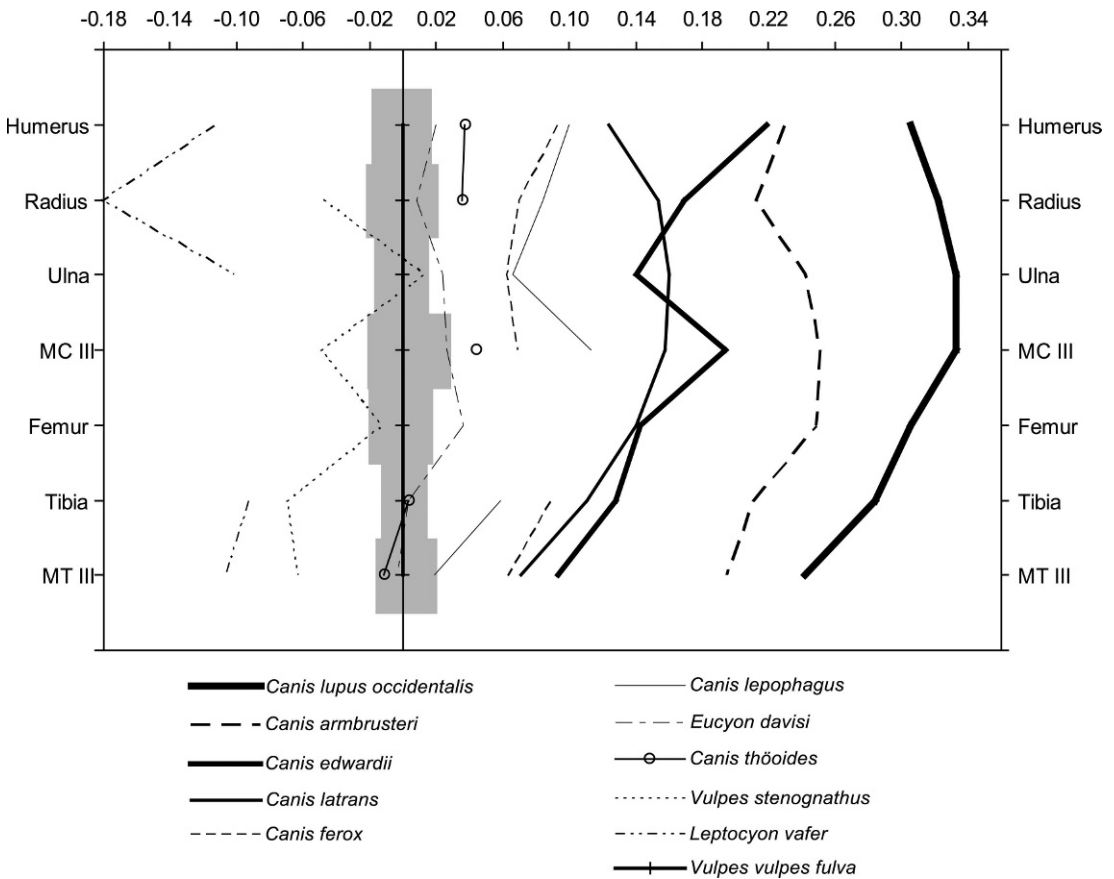 -0.18 -0.10 -0.06 -0.02 0.02 0.06 0.10 0.14 0.18 0.22 0.26 0.30 0.34
Humerus Humerus
Radius Radius
Ulna Ulna
MC III MC III
Femur Femur
Tibia Tibia
MT III MT III
Canis lupus occidentalis
Canis armbrusteri
Canis edwardii
Canis latrans
Canis ferox
Canis lepophagus
Eucyon davisi
Canis thöoides
Vulpes stenognathus
Leptocyon vafer
Vulpes vulpes fulva